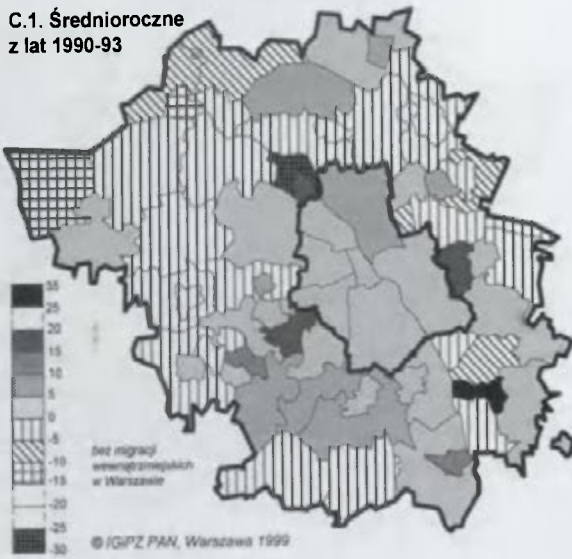 C.1. Średnioroczne
z lat 1990-93
55
25
20
15
10
5
0
-5
-10
-15
-20
-25
-30
bez migracji
wewnątrzmiejskich
w Warszawie
© IGiPZ PAN, Warszawa 1999